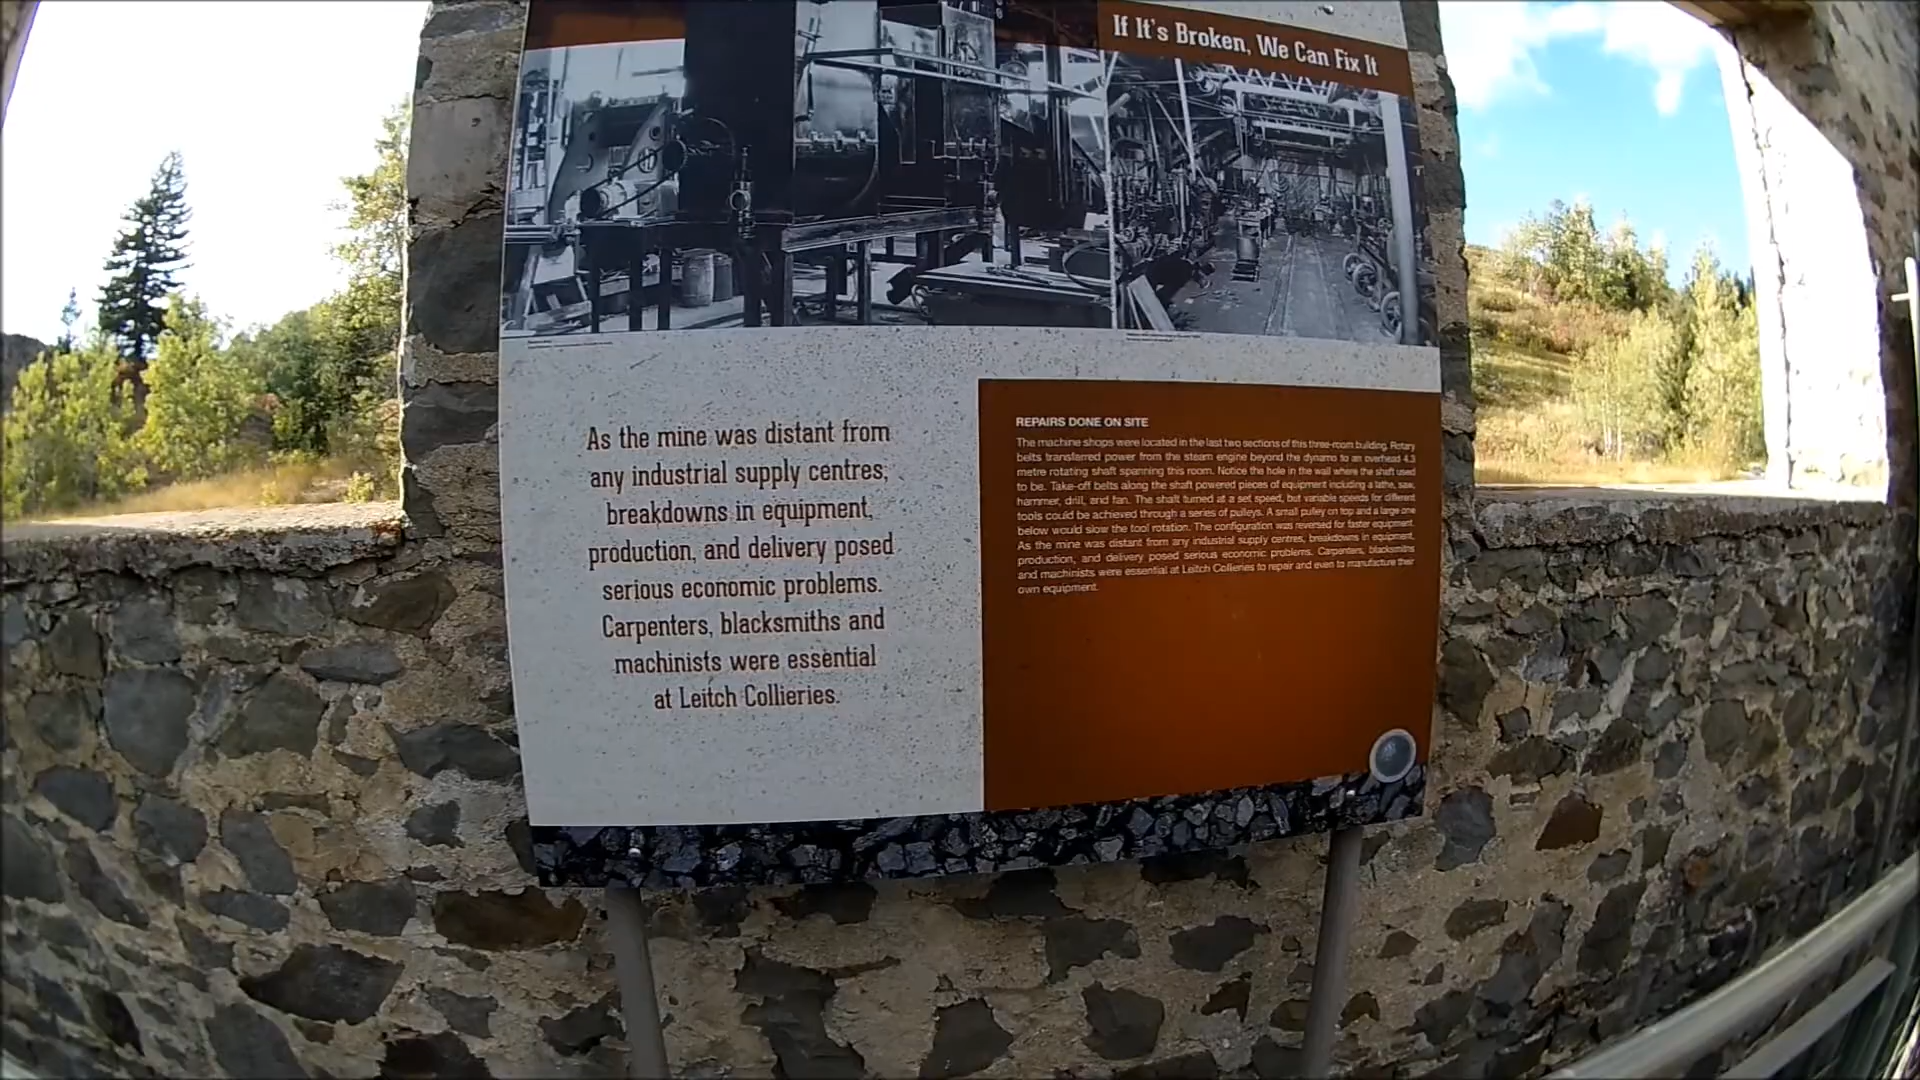 If It's Broken, We Can Fix It
As the mine was distant from
any industrial supply centres,
breakdowns in equipment,
production, and delivery posed
serious economic problems.
Carpenters, blacksmiths and
machinists were essential
at Leitch Collieries.
REPAIRS DONE ON SITE
The machine shops were located in the last two sections of this three-room building. Rotary
belts transferred power from the steam engine beyond the dynamo to an overhead 4.3
metre rotating shaft spanning this room. Notice the hole in the wall where the shaft used
to be. Take-off belts along the shaft powered pieces of equipment including a lathe, saw,
hammer, drill, and fan. The shaft turned at a set speed, but variable speeds for different
tools could be achieved through a series of pulleys. A small pulley on top and a large one
below would slow the tool rotation. The configuration was reversed for faster equipment.
As the mine was distant from any industrial supply centres, breakdowns in equipment,
production, and delivery posed serious economic problems. Carpenters, blacksmiths
and machinists were essential at Leitch Collieries to repair and even to manufacture their
own equipment.